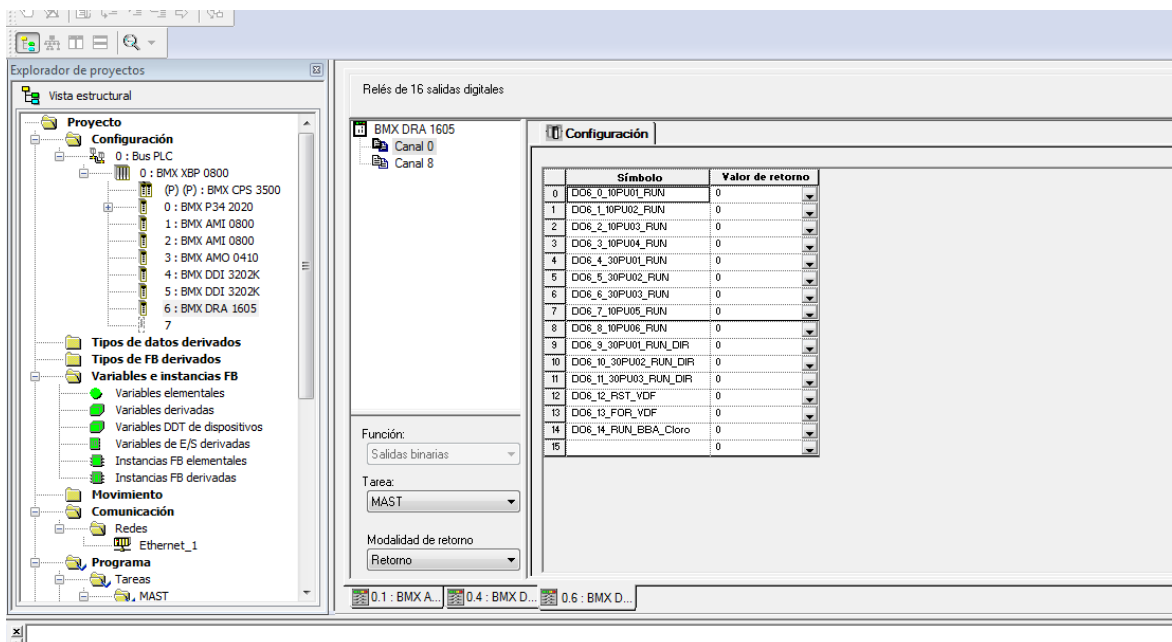 Explorador de proyectos
Vista estructural
Proyecto
Configuración
0 : Bus PLC
0 : BMX XBP 0800
(P) (P) : BMX CPS 3500
0 : BMX P34 2020
1 : BMX AMI 0800
2 : BMX AMI 0800
3 : BMX AMO 0410
4 : BMX DDI 3202K
5 : BMX DDI 3202K
6 : BMX DRA 1605
7
Tipos de datos derivados
Tipos de FB derivados
Variables e instancias FB
Variables elementales
Variables derivadas
Variables DDT de dispositivos
Variables de E/S derivadas
Instancias FB elementales
Instancias FB derivadas
Movimiento
Comunicación
Redes
Ethernet_1
Programa
Tareas
MAST
Relés de 16 salidas digitales
BMX DRA 1605
Canal 0
Canal 8
Función:
Salidas binarias
Tarea:
MAST
Modalidad de retorno
Retorno
Configuración
Símbolo Valor de retorno
0 DO6_0_10PU01_RUN 0
1 DO6_1_10PU02_RUN 0
2 DO6_2_10PU03_RUN 0
3 DO6_3_10PU04_RUN 0
4 DO6_4_30PU01_RUN 0
5 DO6_5_30PU02_RUN 0
6 DO6_6_30PU03_RUN 0
7 DO6_7_10PU05_RUN 0
8 DO6_8_10PU06_RUN 0
9 DO6_9_30PU01_RUN_DIR 0
10 DO6_10_30PU02_RUN_DIR 0
11 DO6_11_30PU03_RUN_DIR 0
12 DO6_12_RST_VDF 0
13 DO6_13_FOR_VDF 0
14 DO6_14_RUN_BBA_Cloro 0
15 0
0.1 : BMX A... 0.4 : BMX D... 0.6 : BMX D...